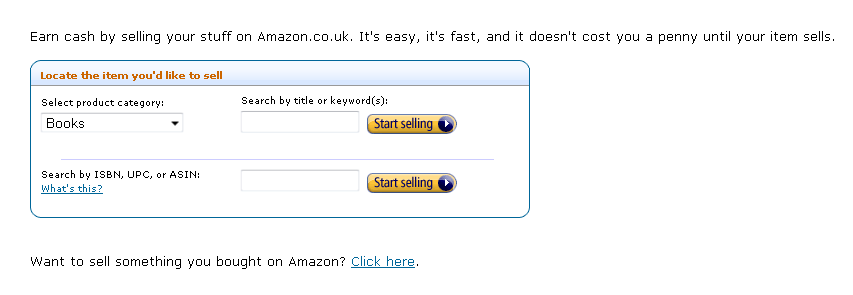 Earn cash by selling your stuff on Amazon.co.uk. It's easy, it's fast, and it doesn't cost you a penny until your item sells.
Locate the item you'd like to sell
Select product category:
Search by title or keyword(s):
Books
Start selling
Search by ISBN, UPC, or ASIN:
What's this?
Start selling
Want to sell something you bought on Amazon? Click here.